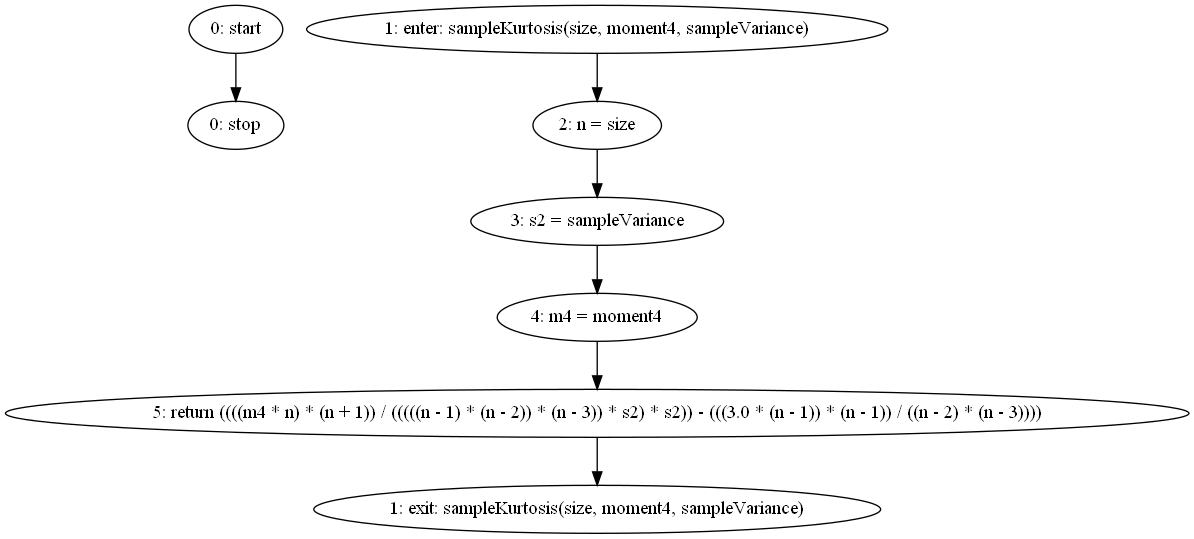 0: start
1: enter: sampleKurtosis(size, moment4, sampleVariance)
0: stop
2: n = size
3: s2 = sampleVariance
4: m4 = moment4
5: return ((((m4 * n) * (n + 1)) / (((((n - 1) * (n - 2)) * (n - 3)) * s2) * s2)) - (((3.0 * (n - 1)) * (n - 1)) / ((n - 2) * (n - 3))))
1: exit: sampleKurtosis(size, moment4, sampleVariance)